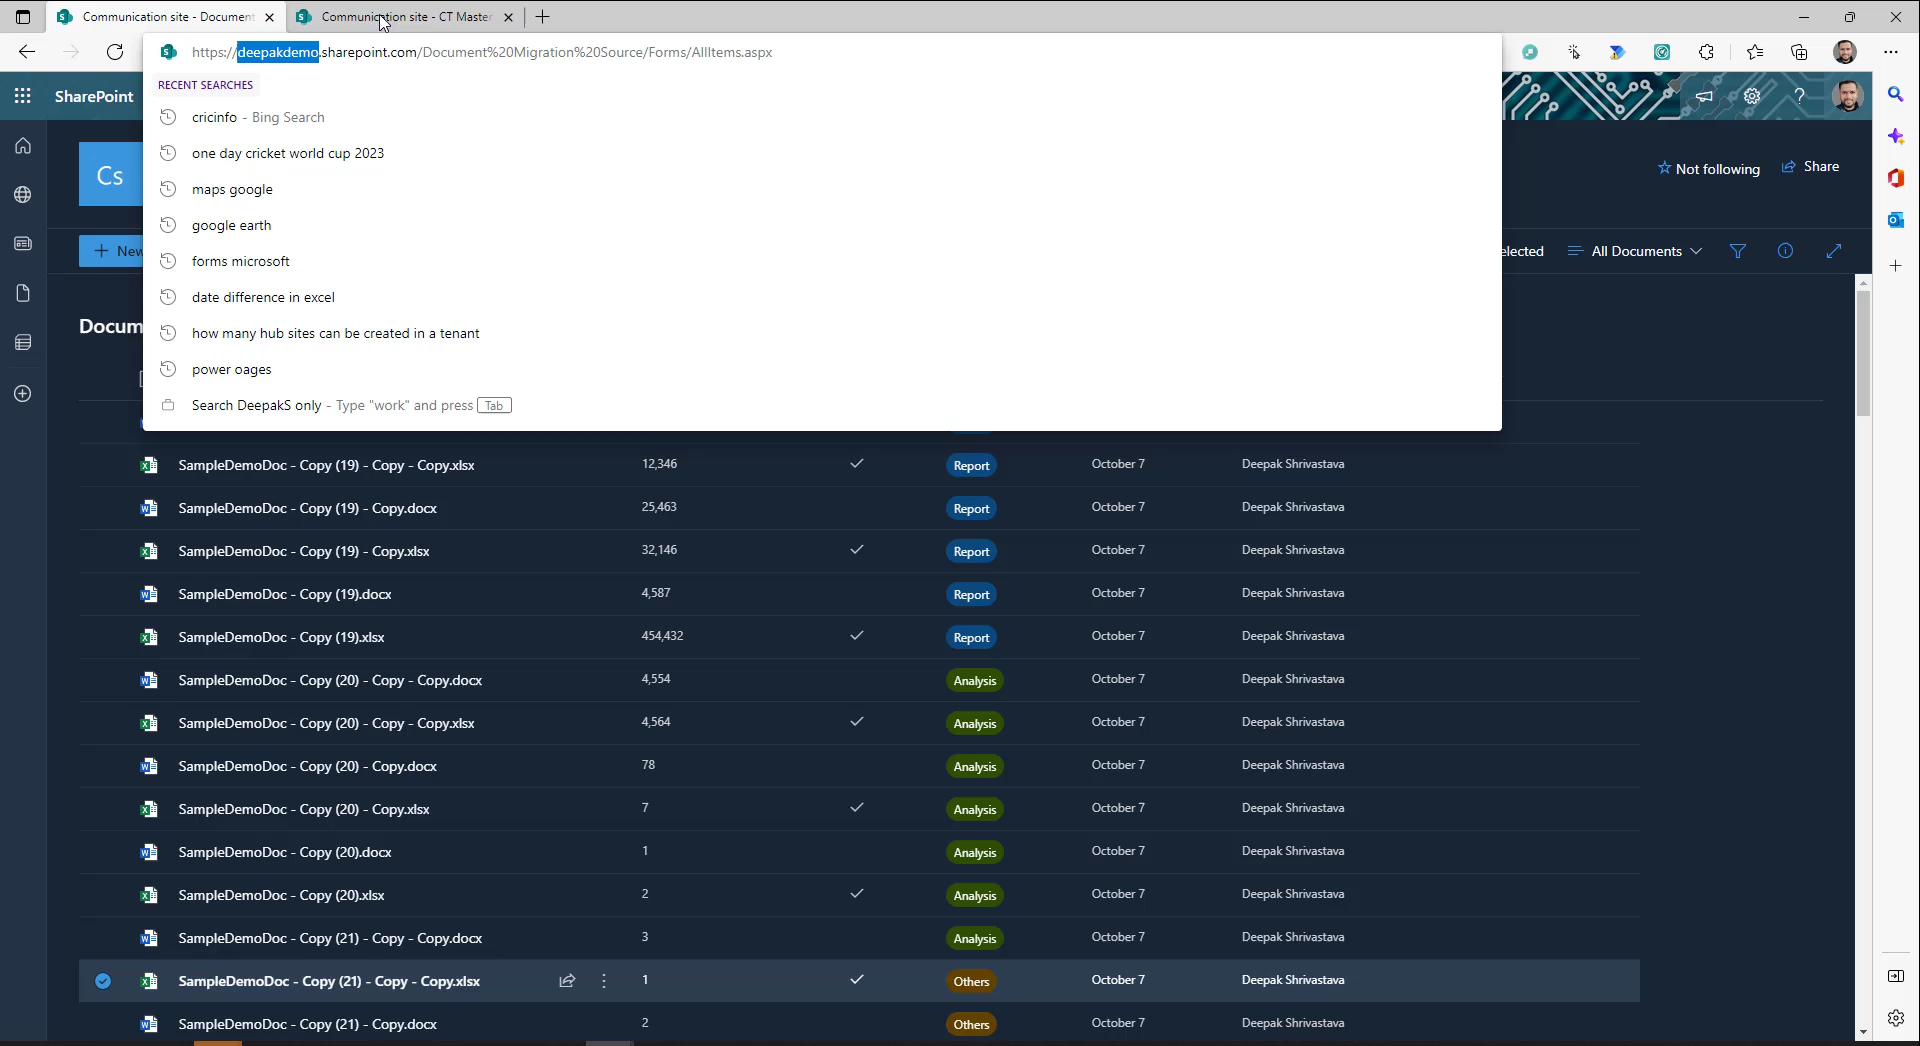 Communication site - Document
Communication site - CT Master
https://deepakdemo.sharepoint.com/Document%20Migration%20Source/Forms/AllItems.aspx
RECENT SEARCHES
SharePoint
cricinfo - Bing Search
one day cricket world cup 2023
maps google
google earth
forms microsoft
date difference in excel
how many hub sites can be created in a tenant
power oages
Search DeepakS only - Type "work" and press Tab
Cs
Not following
Share
+ New
elected
All Documents
Docum
SampleDemoDoc - Copy (19) - Copy - Copy.xlsx 12,346 Report October 7 Deepak Shrivastava
SampleDemoDoc - Copy (19) - Copy.docx 25,463 Report October 7 Deepak Shrivastava
SampleDemoDoc - Copy (19) - Copy.xlsx 32,146 Report October 7 Deepak Shrivastava
SampleDemoDoc - Copy (19).docx 4,587 Report October 7 Deepak Shrivastava
SampleDemoDoc - Copy (19).xlsx 454,432 Report October 7 Deepak Shrivastava
SampleDemoDoc - Copy (20) - Copy - Copy.docx 4,554 Analysis October 7 Deepak Shrivastava
SampleDemoDoc - Copy (20) - Copy - Copy.xlsx 4,564 Analysis October 7 Deepak Shrivastava
SampleDemoDoc - Copy (20) - Copy.docx 78 Analysis October 7 Deepak Shrivastava
SampleDemoDoc - Copy (20) - Copy.xlsx 7 Analysis October 7 Deepak Shrivastava
SampleDemoDoc - Copy (20).docx 1 Analysis October 7 Deepak Shrivastava
SampleDemoDoc - Copy (20).xlsx 2 Analysis October 7 Deepak Shrivastava
SampleDemoDoc - Copy (21) - Copy - Copy.docx 3 Analysis October 7 Deepak Shrivastava
SampleDemoDoc - Copy (21) - Copy - Copy.xlsx 1 Others October 7 Deepak Shrivastava
SampleDemoDoc - Copy (21) - Copy.docx 2 Others October 7 Deepak Shrivastava